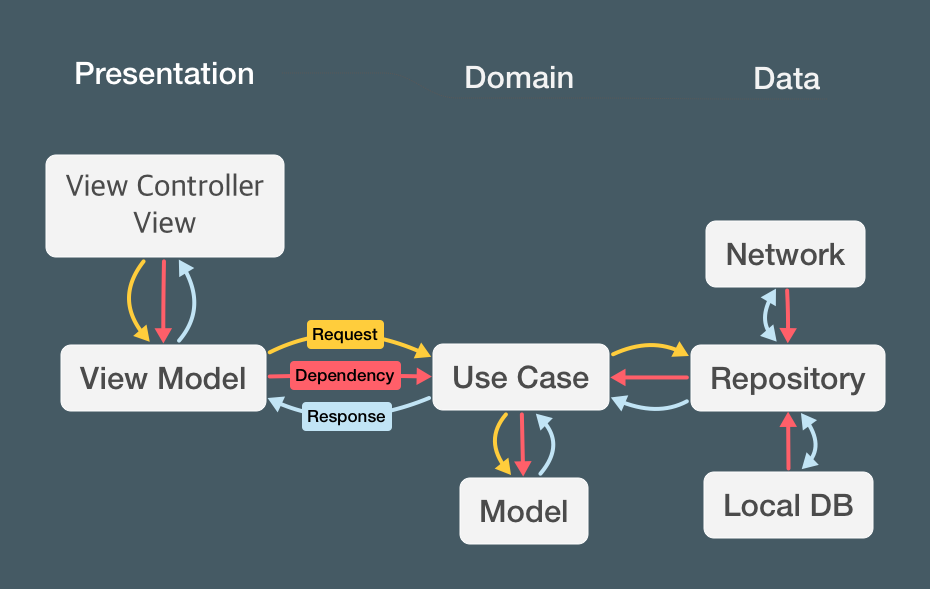 Presentation
Domain
Data
View Controller
View
Network
Request
View Model
Dependency
Use Case
Repository
Response
Model
Local DB